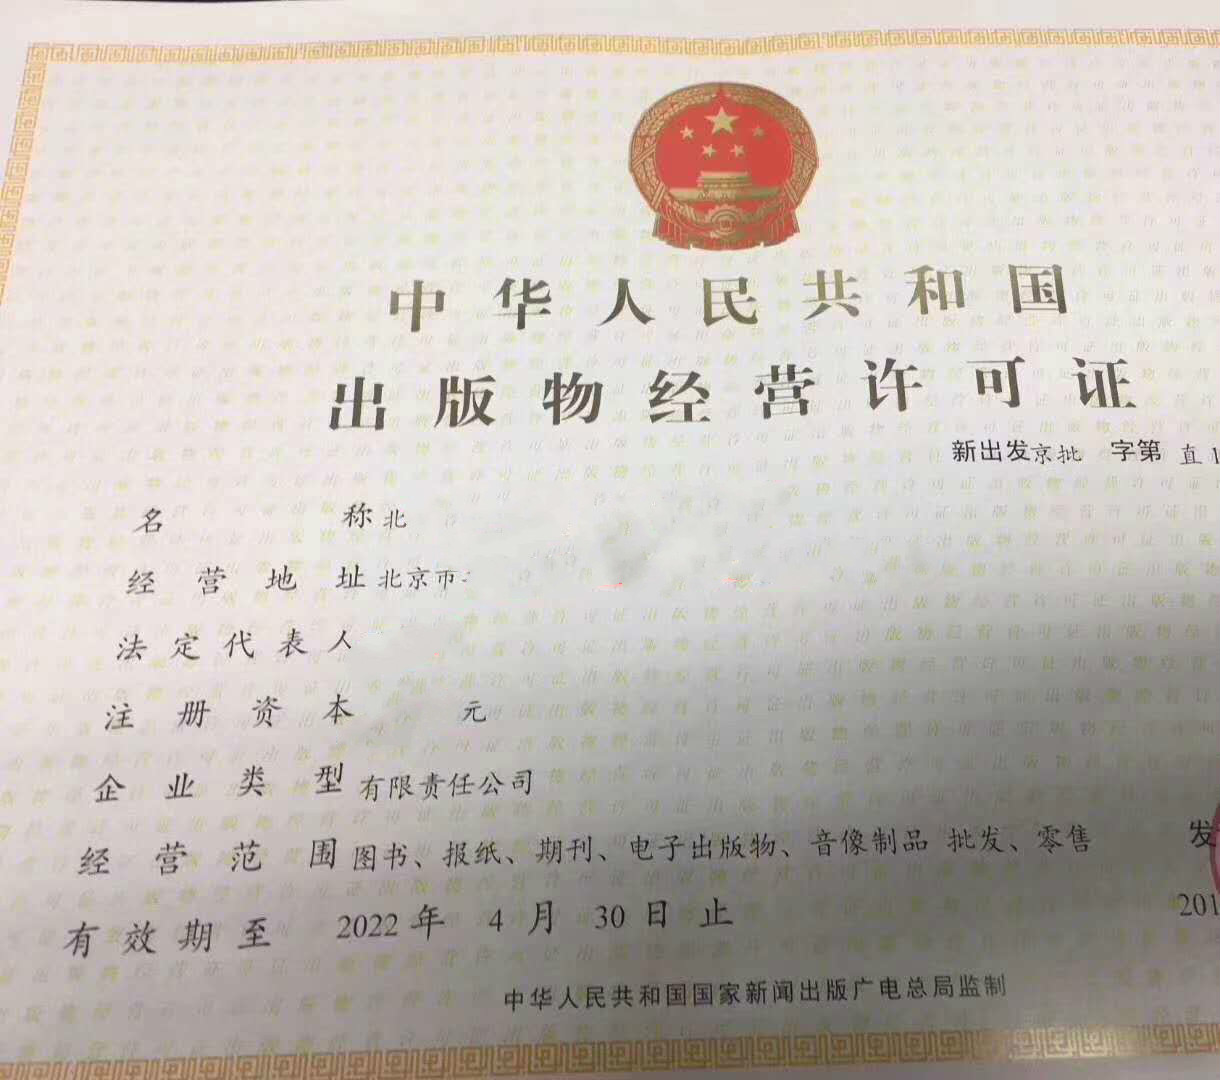 中华人民共和国
出版物经营许可证
新出发京批 字第 直1
名称 北
经营地址 北京市
法定代表人
注册资本 元
企业类型 有限责任公司
经营范围 图书、报纸、期刊、电子出版物、音像制品 批发、零售
发
有效期至 2022年 4月 30日止
201
中华人民共和国国家新闻出版广电总局监制